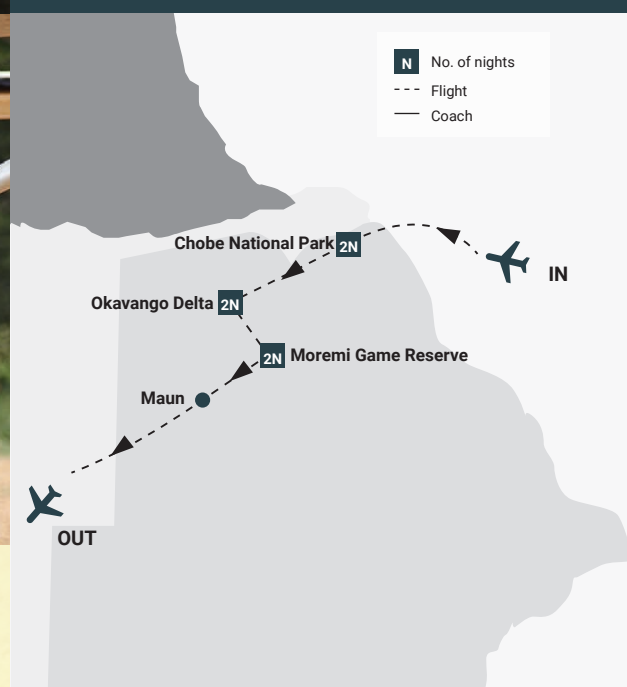 N No. of nights
Flight
Coach
Chobe National Park 2N
IN
Okavango Delta 2N
2N Moremi Game Reserve
Maun
OUT